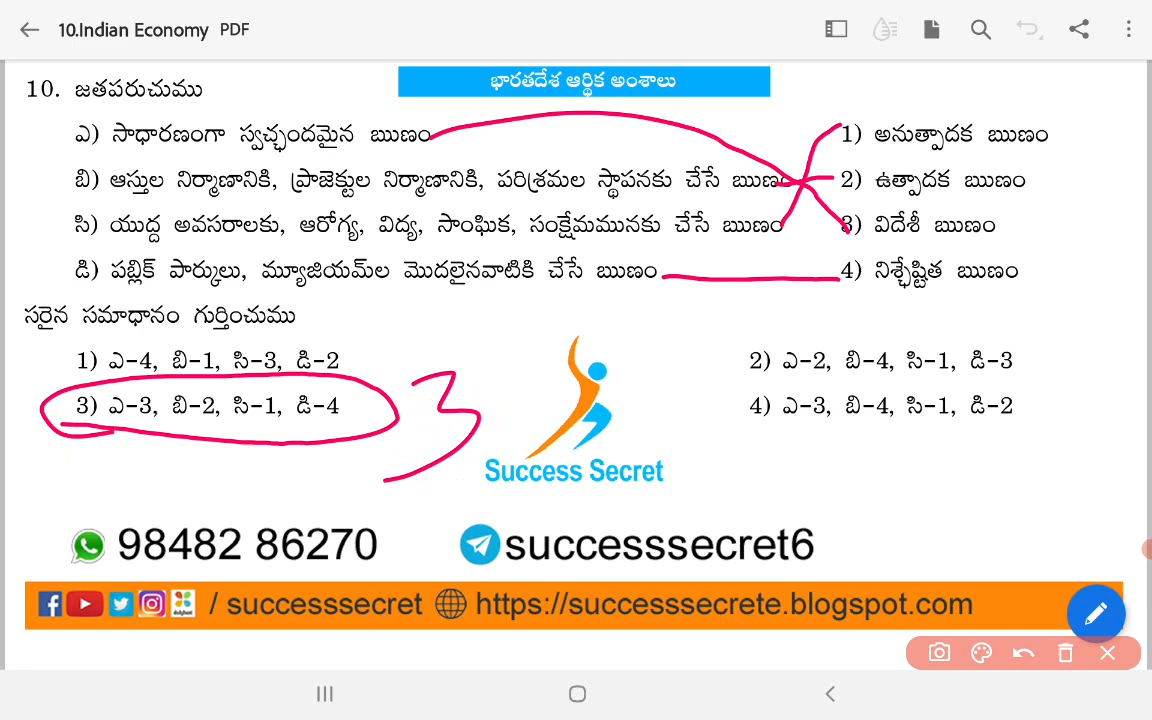 10.Indian Economy PDF
భారతదేశ ఆర్థిక అంశాలు
10. జతపరుచుము
ఎ) సాధారణంగా స్వచ్ఛందమైన ఋణం 1) అనుత్పాదక ఋణం
బి) ఆస్తుల నిర్మాణానికి, ప్రాజెక్టుల నిర్మాణానికి, పరిశ్రమల స్థాపనకు చేసే ఋణం 2) ఉత్పాదక ఋణం
సి) యుద్ద అవసరాలకు, ఆరోగ్య, విద్య, సాంఘిక, సంక్షేమమునకు చేసే ఋణం 3) విదేశీ ఋణం
డి) పబ్లిక్ పార్కులు, మ్యూజియమ్‌ల మొదలైనవాటికి చేసే ఋణం 4) నిశ్చేష్టిత ఋణం
సరైన సమాధానం గుర్తించుము
1) ఎ-4, బి-1, సి-3, డి-2 2) ఎ-2, బి-4, సి-1, డి-3
3) ఎ-3, బి-2, సి-1, డి-4 3 4) ఎ-3, బి-4, సి-1, డి-2
Success Secret
98482 86270 successsecret6
/ successsecret https://successsecrete.blogspot.com